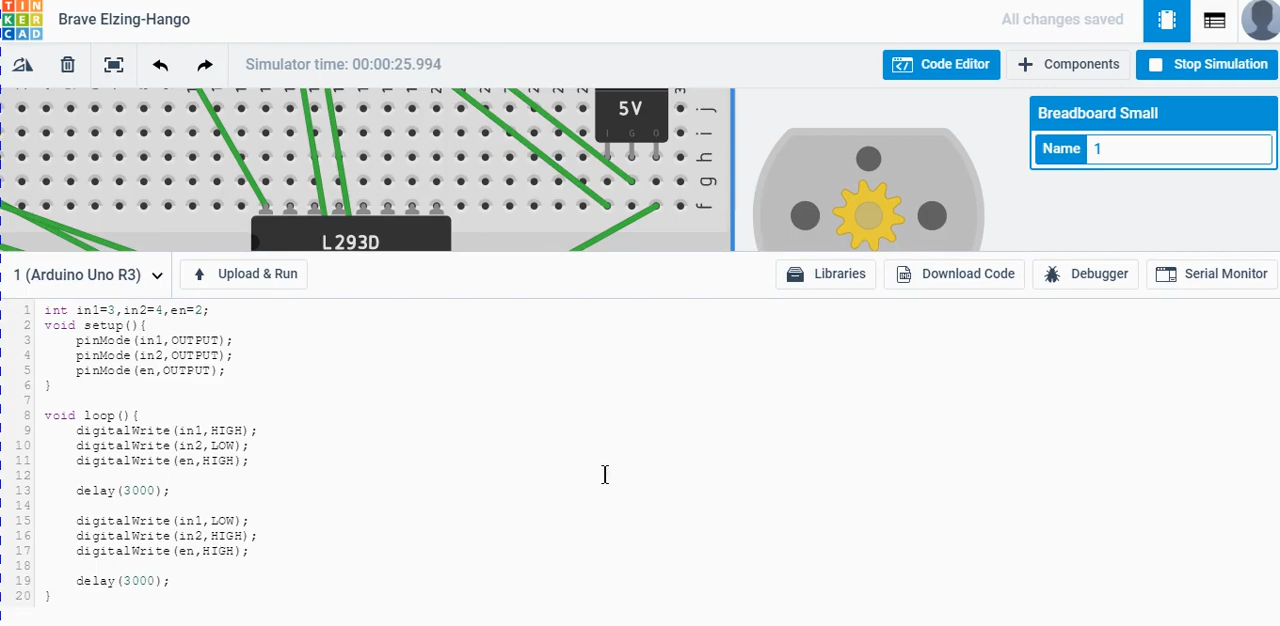 TIN
KER
CAD
Brave Elzing-Hango
All changes saved
Simulator time: 00:00:25.994
Code Editor
Components
Stop Simulation
5V
I G O
j
i
h
g
f
L293D
Breadboard Small
Name 1
1 (Arduino Uno R3)
Upload & Run
Libraries
Download Code
Debugger
Serial Monitor
1 int in1=3,in2=4,en=2;
2 void setup(){
3 pinMode(in1,OUTPUT);
4 pinMode(in2,OUTPUT);
5 pinMode(en,OUTPUT);
6 }
7
8 void loop(){
9 digitalWrite(in1,HIGH);
10 digitalWrite(in2,LOW);
11 digitalWrite(en,HIGH);
12
13 delay(3000);
14
15 digitalWrite(in1,LOW);
16 digitalWrite(in2,HIGH);
17 digitalWrite(en,HIGH);
18
19 delay(3000);
20 }